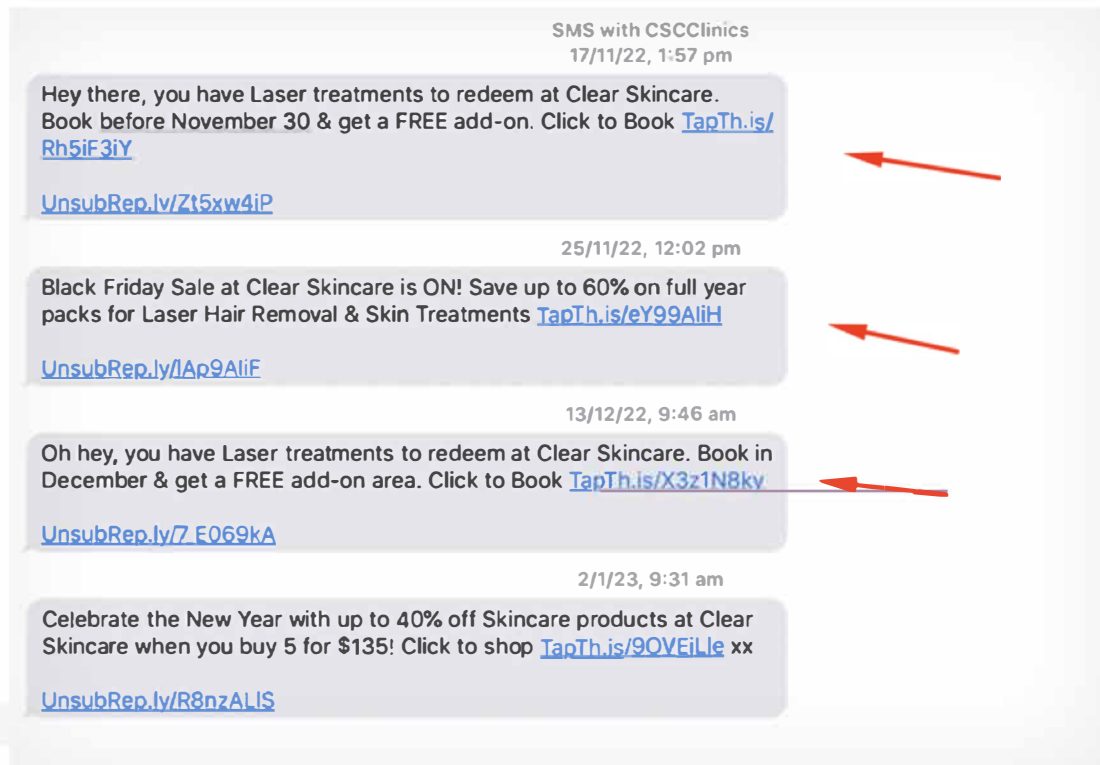 SMS with CSCClinics
17/11/22, 1:57 pm
Hey there, you have Laser treatments to redeem at Clear Skincare.
Book before November 30 & get a FREE add-on. Click to Book TapTh.is/
Rh5iF3iY
UnsubRep.ly/Zt5xw4iP
25/11/22, 12:02 pm
Black Friday Sale at Clear Skincare is ON! Save up to 60% on full year
packs for Laser Hair Removal & Skin Treatments TapTh.is/eY99AliH
UnsubRep.ly/lAp9AliF
13/12/22, 9:46 am
Oh hey, you have Laser treatments to redeem at Clear Skincare. Book in
December & get a FREE add-on area. Click to Book TapTh.is/X3z1N8kv
UnsubRep.ly/7_E069kA
2/1/23, 9:31 am
Celebrate the New Year with up to 40% off Skincare products at Clear
Skincare when you buy 5 for $135! Click to shop TapTh.is/9OVEjLle xx
UnsubRep.ly/R8nzALlS